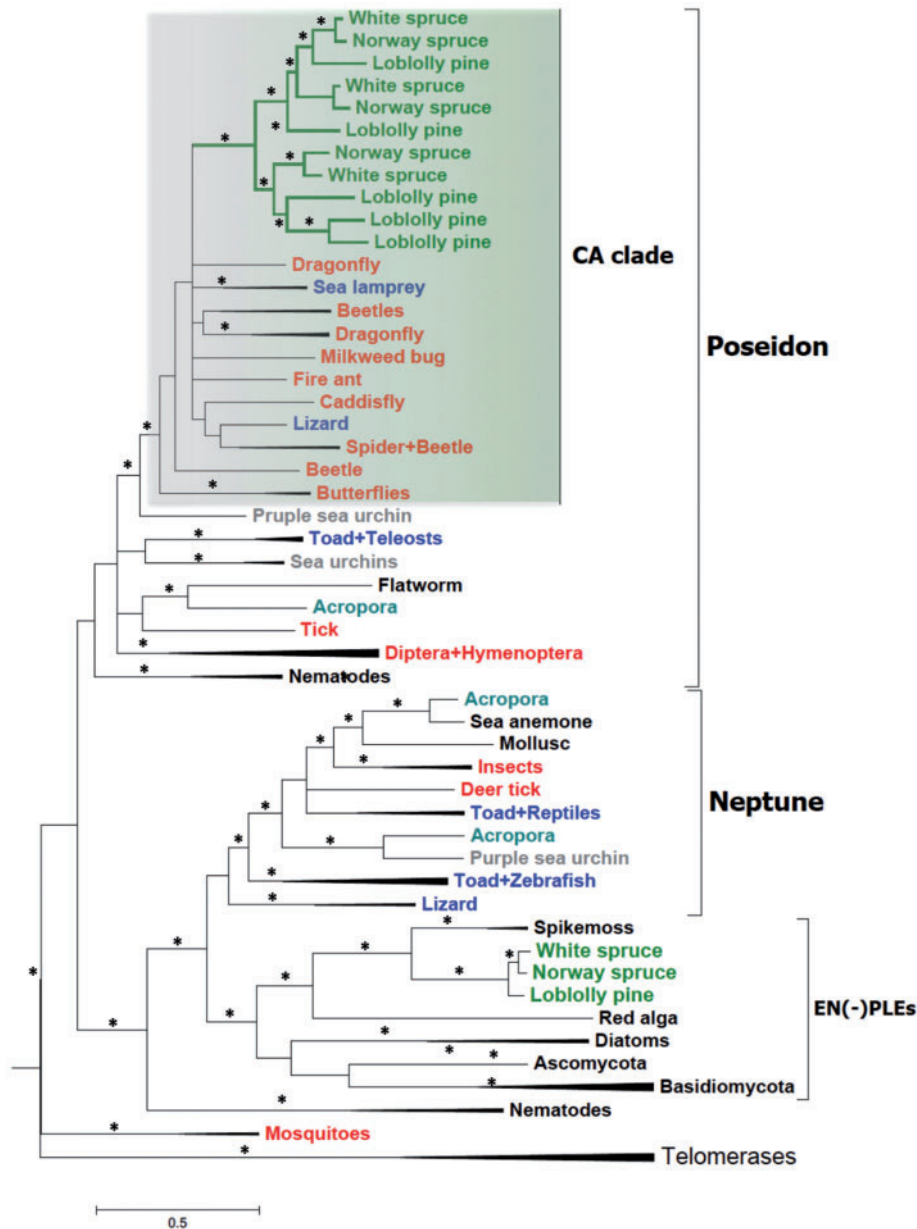 White spruce
Norway spruce
Loblolly pine
White spruce
Norway spruce
Loblolly pine
Norway spruce
White spruce
Loblolly pine
Loblolly pine
Loblolly pine
CA clade
Dragonfly
Sea lamprey
Beetles
Dragonfly
Poseidon
Milkweed bug
Fire ant
Caddisfly
Lizard
Spider+Beetle
Beetle
Butterflies
Pruple sea urchin
Toad+Teleosts
Sea urchins
Flatworm
Acropora
Tick
Diptera+Hymenoptera
Nematodes
Acropora
Sea anemone
Mollusc
Insects
Deer tick
Neptune
Toad+Reptiles
Acropora
Purple sea urchin
Toad+Zebrafish
Lizard
Spikemoss
White spruce
Norway spruce
Loblolly pine
EN(-)PLEs
Red alga
Diatoms
Ascomycota
Basidiomycota
Nematodes
Mosquitoes
Telomerases
0.5